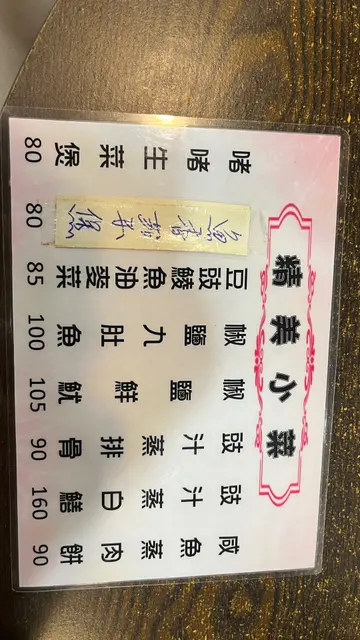 精美小菜
啫啫生菜煲 80
魚香茄子煲 80
豆豉鯪魚油麥菜 85
椒鹽九肚魚 100
椒鹽鮮魷 105
豉汁蒸排骨 90
豉汁蒸白鱔 160
咸魚蒸肉餅 90